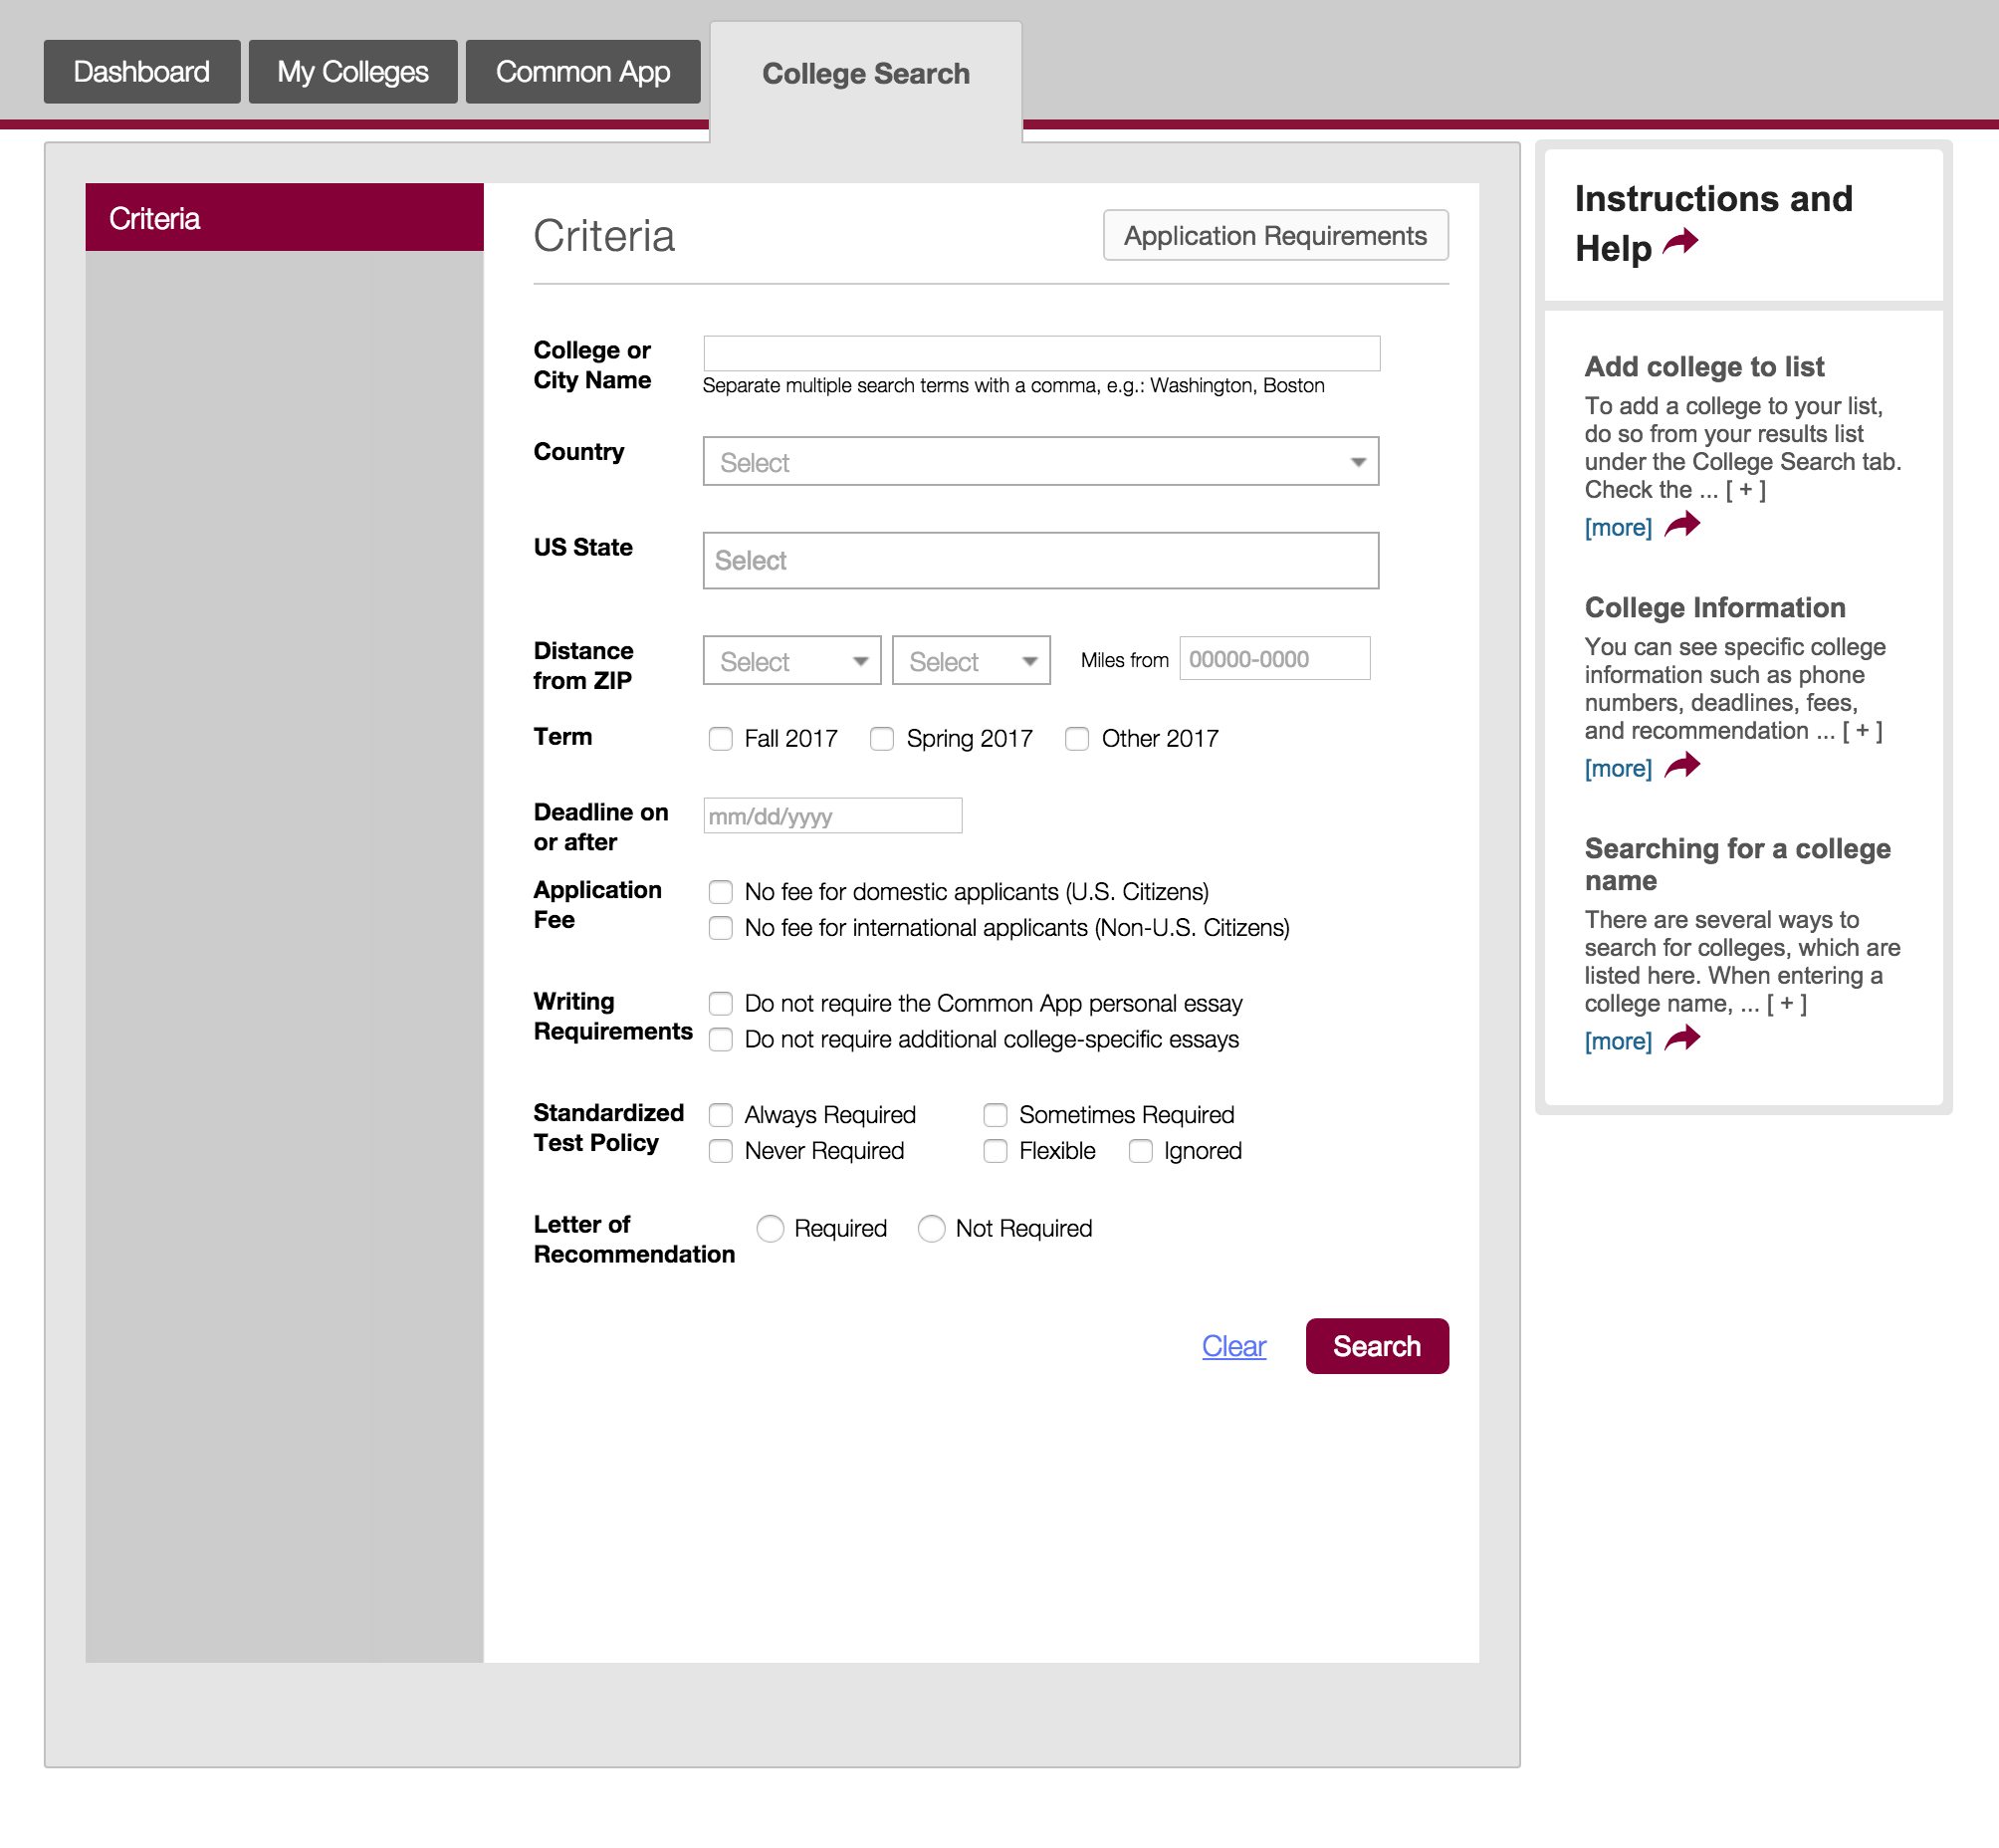 Dashboard
My Colleges
Common App
College Search
Criteria
Criteria
Application Requirements
College or
City Name
Separate multiple search terms with a comma, e.g.: Washington, Boston
Country
Select
US State
Select
Distance
from ZIP
Select
Select
Miles from
00000-0000
Term
Fall 2017
Spring 2017
Other 2017
Deadline on
or after
mm/dd/yyyy
Application
Fee
No fee for domestic applicants (U.S. Citizens)
No fee for international applicants (Non-U.S. Citizens)
Writing
Requirements
Do not require the Common App personal essay
Do not require additional college-specific essays
Standardized
Test Policy
Always Required
Sometimes Required
Never Required
Flexible
Ignored
Letter of
Recommendation
Required
Not Required
Clear
Search
Instructions and
Help
Add college to list
To add a college to your list,
do so from your results list
under the College Search tab.
Check the ... [ + ]
[more]
College Information
You can see specific college
information such as phone
numbers, deadlines, fees,
and recommendation ... [ + ]
[more]
Searching for a college
name
There are several ways to
search for colleges, which are
listed here. When entering a
college name, ... [ + ]
[more]